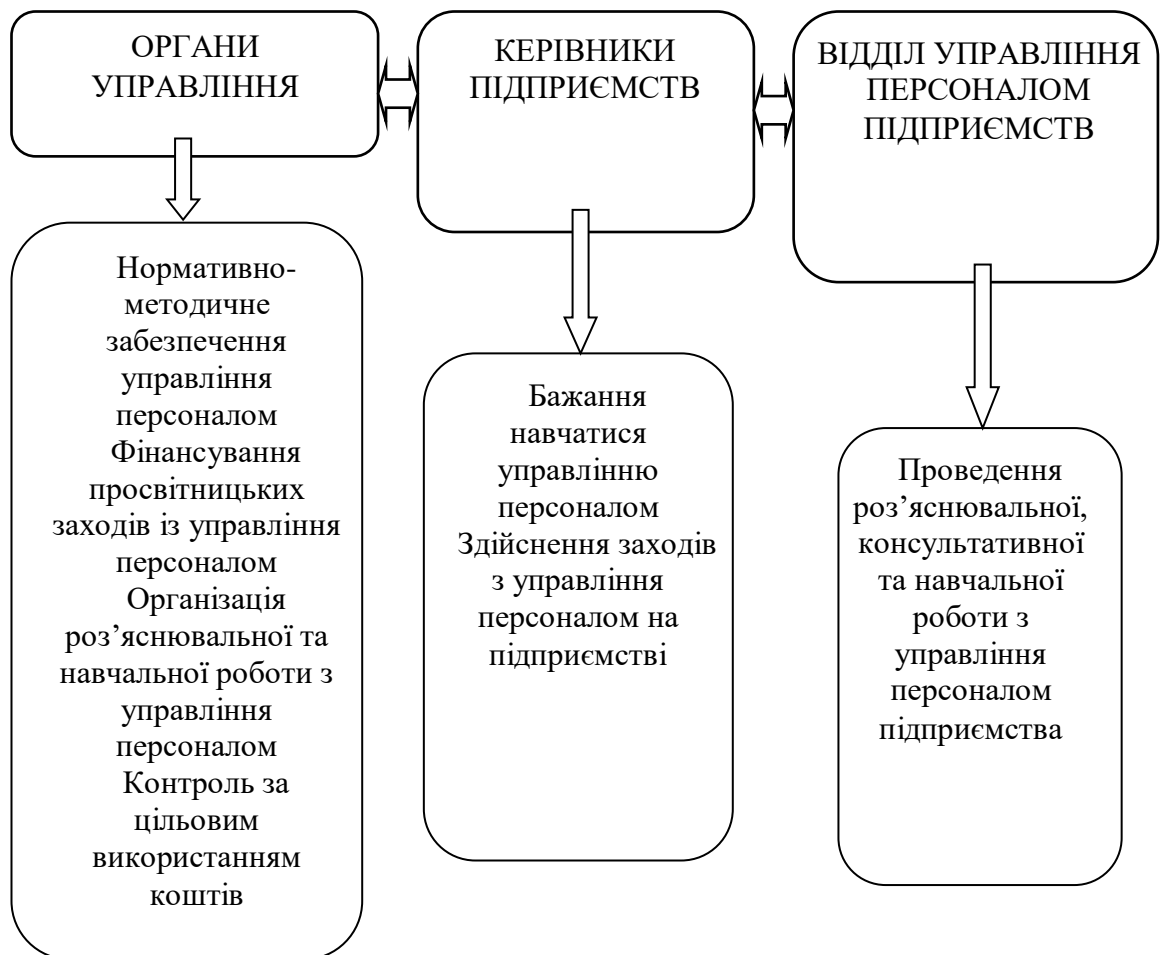 ОРГАНИ
УПРАВЛІННЯ
КЕРІВНИКИ
ПІДПРИЄМСТВ
ВІДДІЛ УПРАВЛІННЯ
ПЕРСОНАЛОМ
ПІДПРИЄМСТВ
Нормативно-
методичне
забезпечення
управління
персоналом
Фінансування
просвітницьких
заходів із управління
персоналом
Організація
роз’яснювальної та
навчальної роботи з
управління
персоналом
Контроль за
цільовим
використанням
коштів
Бажання
навчатися
управлінню
персоналом
Здійснення заходів
з управління
персоналом на
підприємстві
Проведення
роз’яснювальної,
консультативної
та навчальної
роботи з
управління
персоналом
підприємства